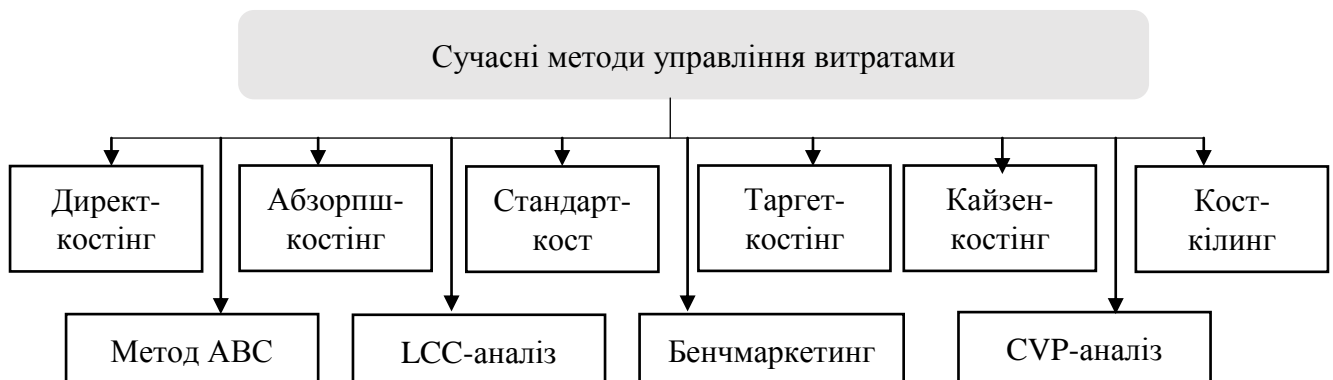 Сучасні методи управління витратами
Директ-
костінг
Абзорпш-
костінг
Стандарт-
кост
Таргет-
костінг
Кайзен-
костінг
Кост-
кілинг
Метод АВС
LCC-аналіз
Бенчмаркетинг
CVP-аналіз